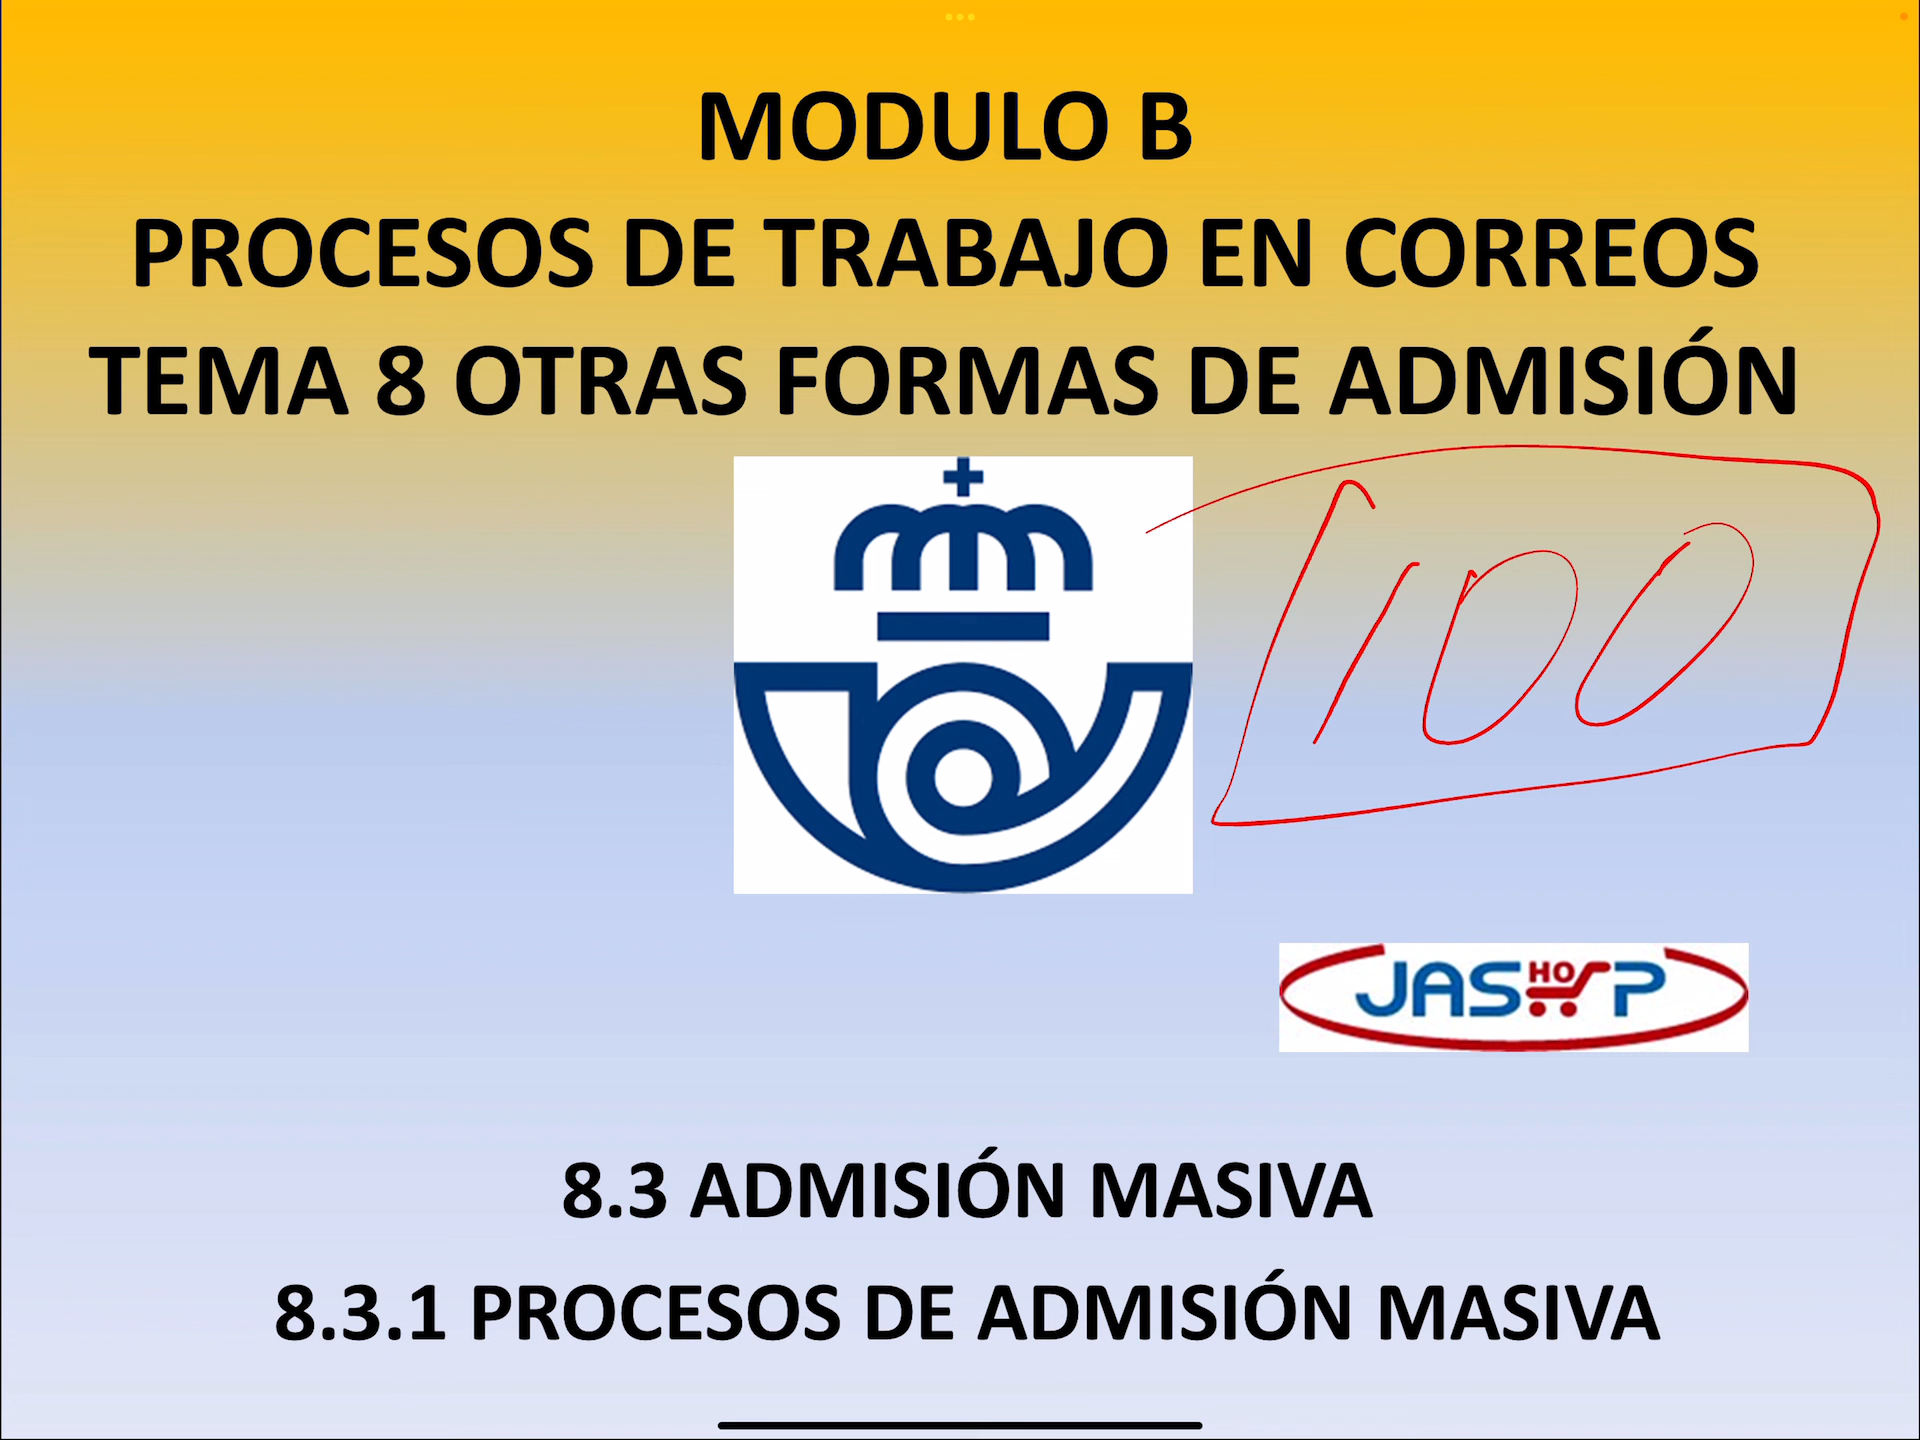 MODULO B
PROCESOS DE TRABAJO EN CORREOS
TEMA 8 OTRAS FORMAS DE ADMISIÓN
100
JASHOP
8.3 ADMISIÓN MASIVA
8.3.1 PROCESOS DE ADMISIÓN MASIVA